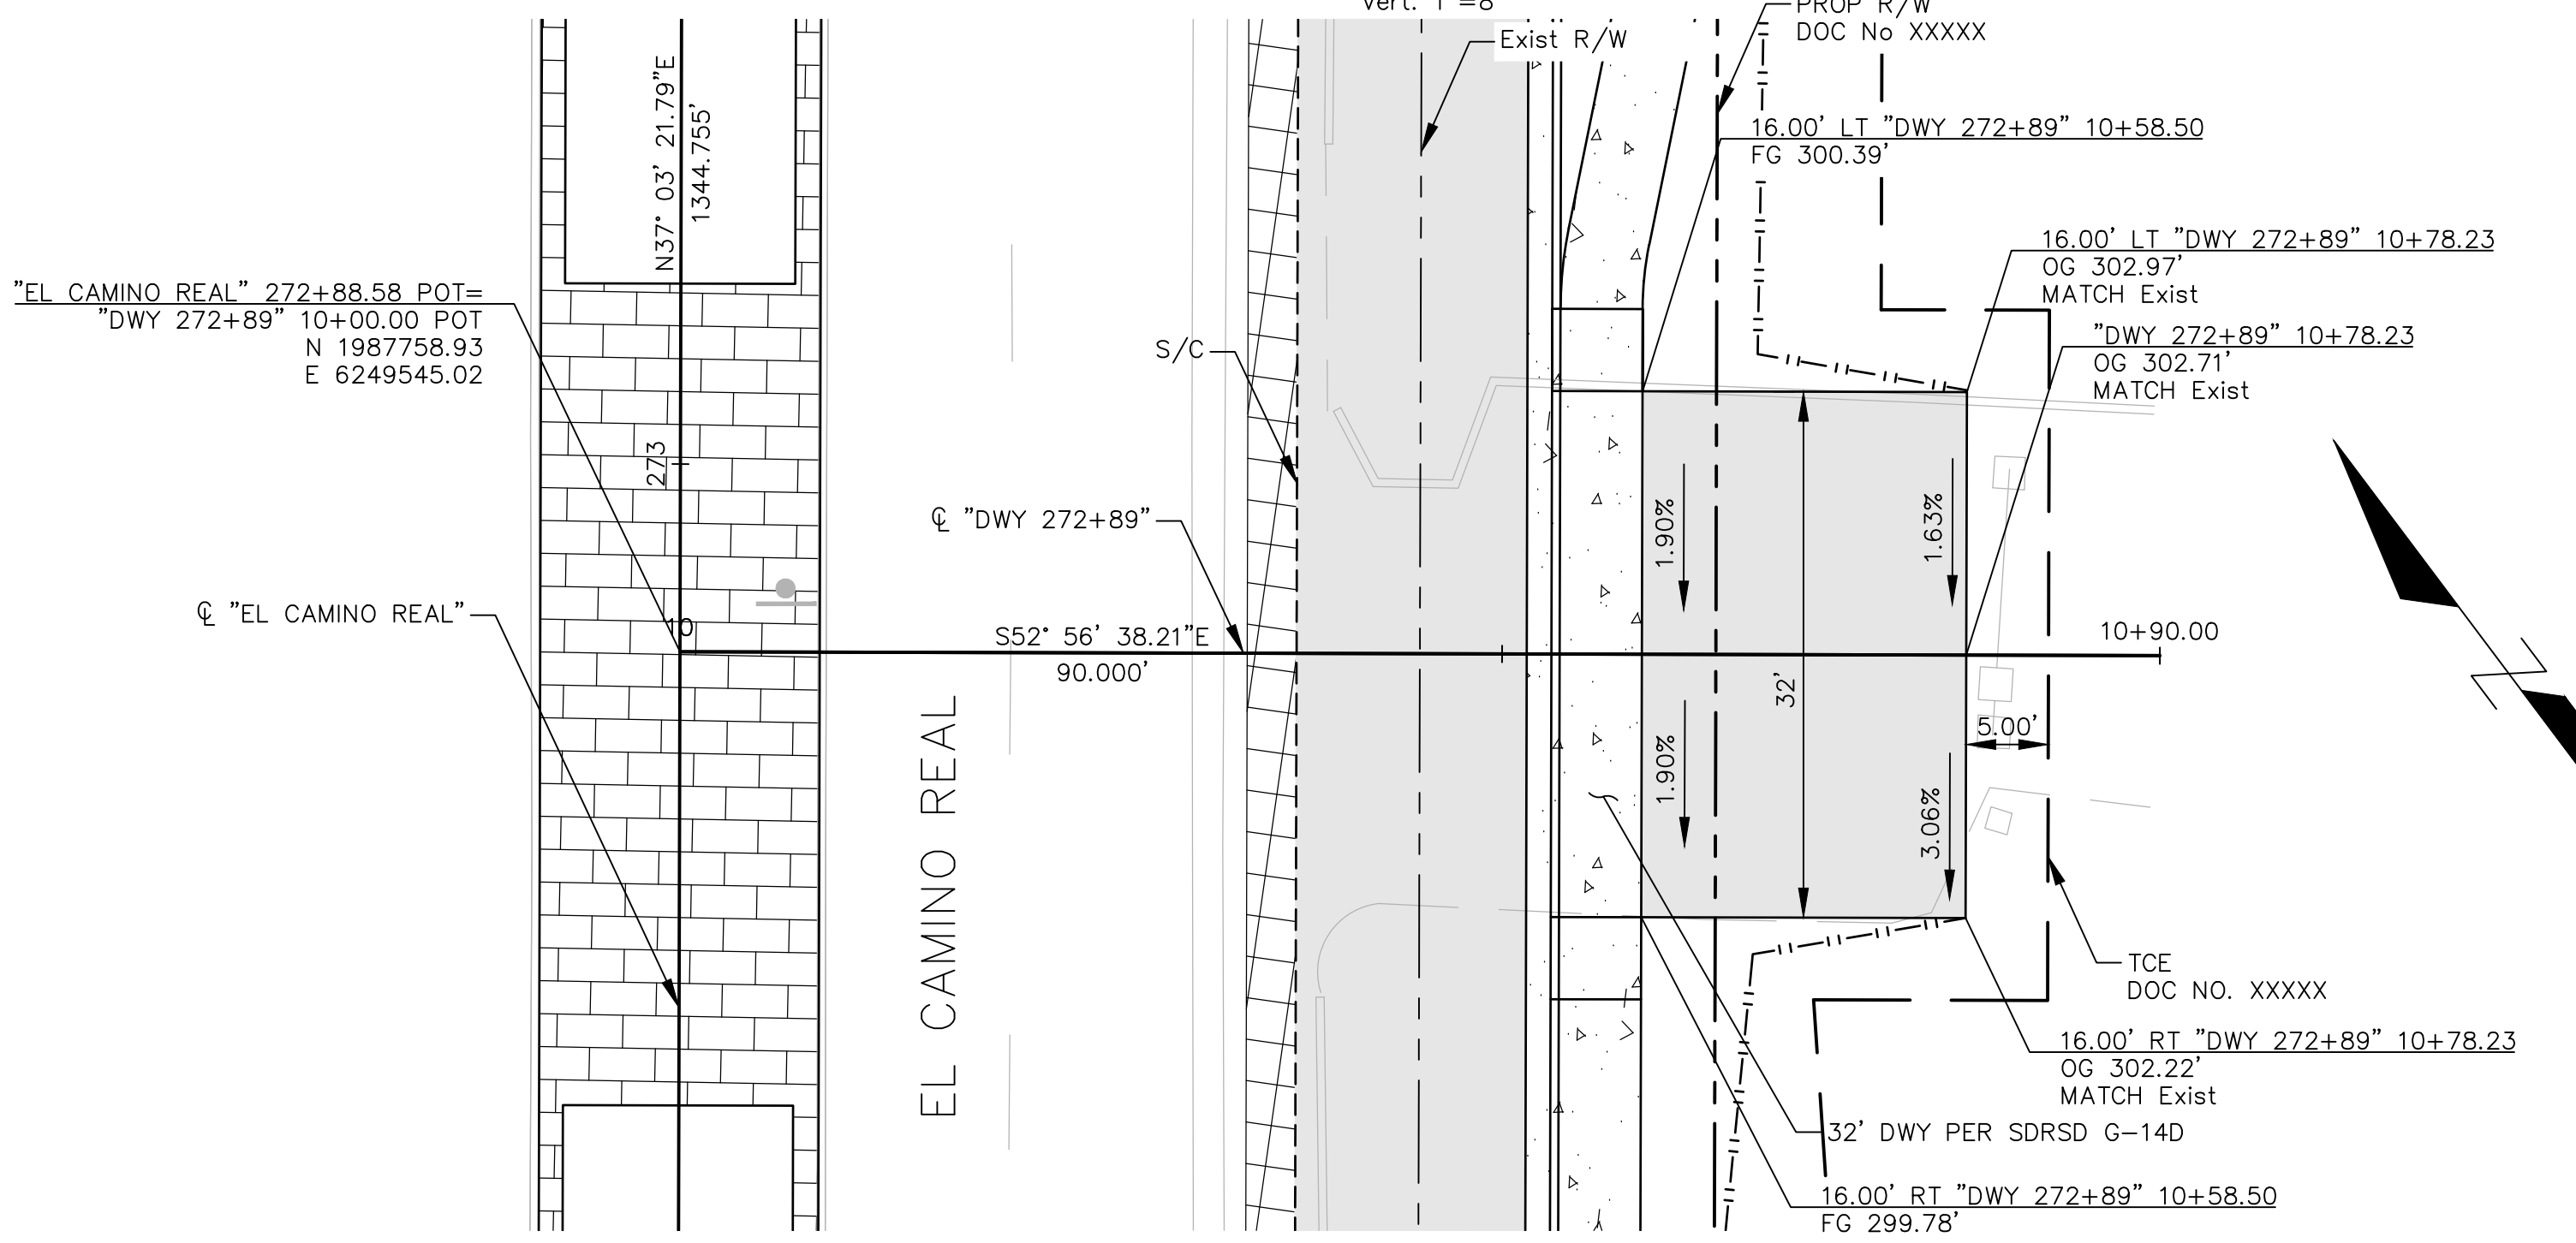 Vert. 1"=8'
PROP R/W
DOC No XXXXX
Exist R/W
N37° 03' 21.79"E
1344.755'
16.00' LT "DWY 272+89" 10+58.50
FG 300.39'
16.00' LT "DWY 272+89" 10+78.23
OG 302.97'
MATCH Exist
"EL CAMINO REAL" 272+88.58 POT=
"DWY 272+89" 10+00.00 POT
N 1987758.93
E 6249545.02
S/C
"DWY 272+89" 10+78.23
OG 302.71'
MATCH Exist
273
℄ "DWY 272+89"
1.90%
1.63%
℄ "EL CAMINO REAL"
10
S52° 56' 38.21"E
90.000'
10+90.00
32'
5.00'
EL CAMINO REAL
1.90%
3.06%
TCE
DOC NO. XXXXX
16.00' RT "DWY 272+89" 10+78.23
OG 302.22'
MATCH Exist
32' DWY PER SDRSD G-14D
16.00' RT "DWY 272+89" 10+58.50
FG 299.78'